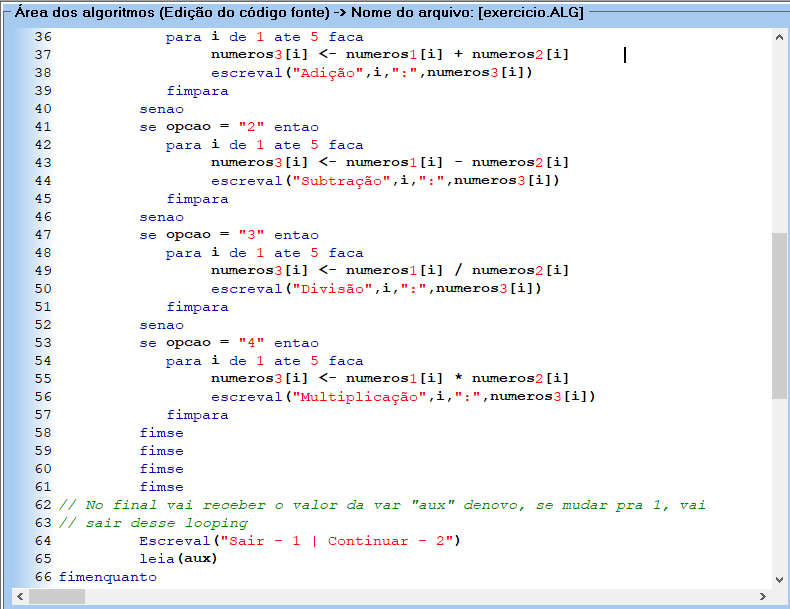 Área dos algoritmos (Edição do código fonte) -> Nome do arquivo: [exercicio.ALG]
36 para i de 1 ate 5 faca
37 numeros3[i] <- numeros1[i] + numeros2[i]
38 escreval("Adição",i,":",numeros3[i])
39 fimpara
40 senao
41 se opcao = "2" entao
42 para i de 1 ate 5 faca
43 numeros3[i] <- numeros1[i] - numeros2[i]
44 escreval("Subtração",i,":",numeros3[i])
45 fimpara
46 senao
47 se opcao = "3" entao
48 para i de 1 ate 5 faca
49 numeros3[i] <- numeros1[i] / numeros2[i]
50 escreval("Divisão",i,":",numeros3[i])
51 fimpara
52 senao
53 se opcao = "4" entao
54 para i de 1 ate 5 faca
55 numeros3[i] <- numeros1[i] * numeros2[i]
56 escreval("Multiplicação",i,":",numeros3[i])
57 fimpara
58 fimse
59 fimse
60 fimse
61 fimse
62 // No final vai receber o valor da var "aux" denovo, se mudar pra 1, vai
63 // sair desse looping
64 Escreval("Sair - 1 | Continuar - 2")
65 leia(aux)
66 fimenquanto